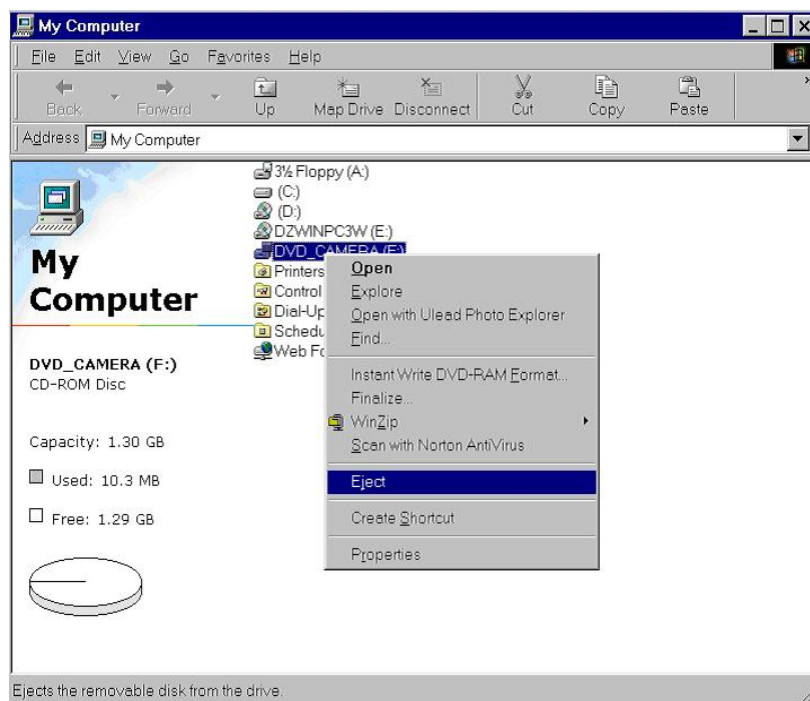 My Computer
File Edit View Go Favorites Help
Back Forward Up Map Drive Disconnect Cut Copy Paste
Address My Computer
My
Computer
DVD_CAMERA (F:)
CD-ROM Disc
Capacity: 1.30 GB
Used: 10.3 MB
Free: 1.29 GB
3½ Floppy (A:)
(C:)
(D:)
DZWINPC3W (E:)
DVD_CAMERA (F:)
Printers
Control
Dial-Up
Schedu
Web Fo
Open
Explore
Open with Ulead Photo Explorer
Find...
Instant Write DVD-RAM Format...
Finalize...
WinZip
Scan with Norton AntiVirus
Eject
Create Shortcut
Properties
Ejects the removable disk from the drive.